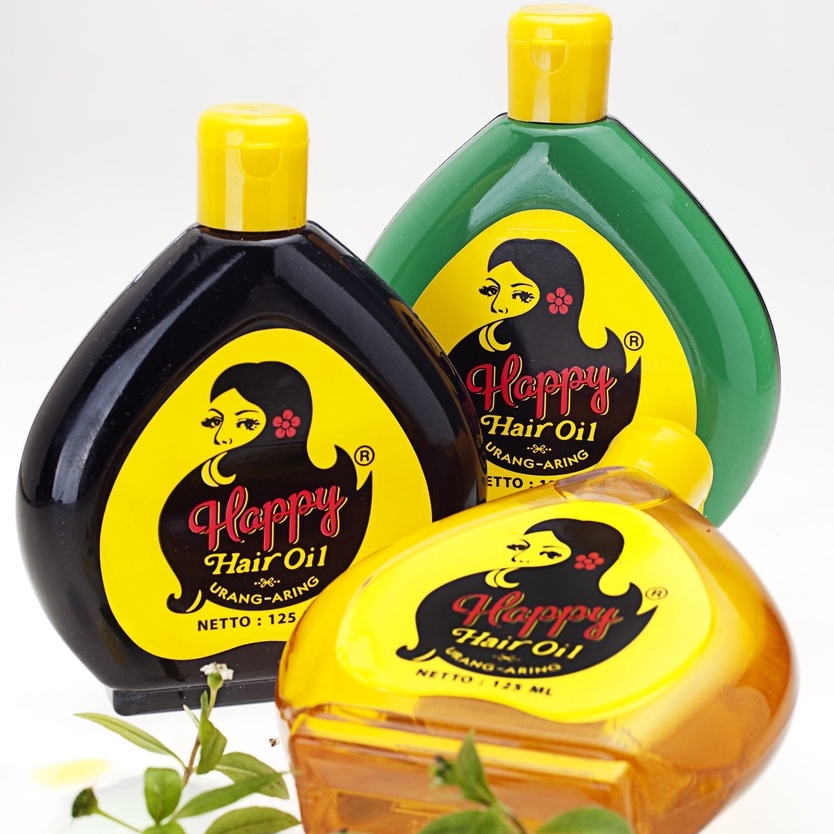 Happy
Hair Oil
URANG-ARING
NETTO : 125
®
Happy
Hair Oil
URANG-ARING
®
Happy
Hair Oil
URANG-ARING
NETTO : 125 ML
®